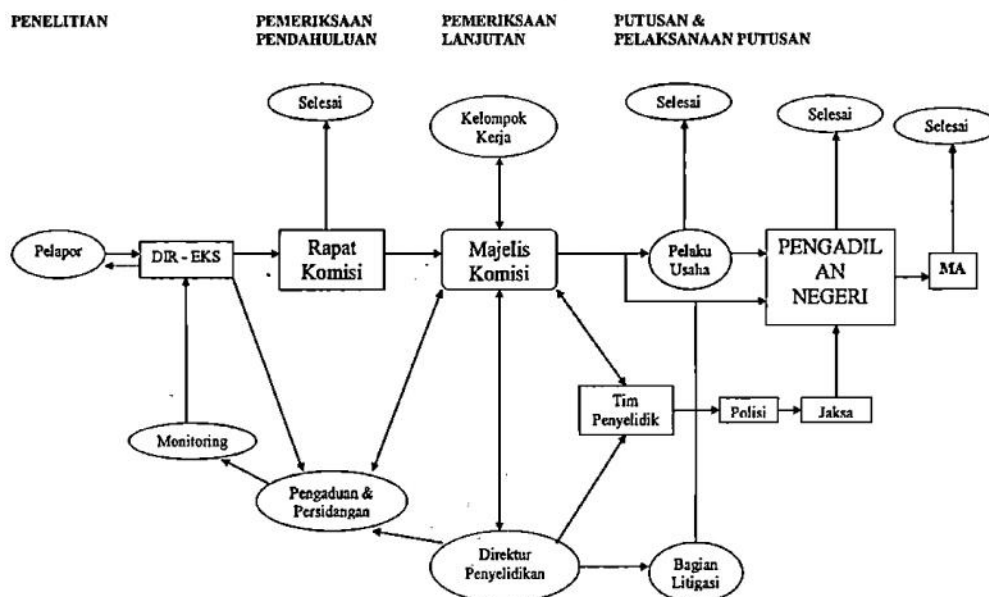 PENELITIAN
PEMERIKSAAN
PENDAHULUAN
PEMERIKSAAN
LANJUTAN
PUTUSAN &
PELAKSANAAN PUTUSAN
Selesai
Kelompok
Kerja
Selesai
Selesai
Selesai
Pelapor
DIR - EKS
Rapat
Komisi
Majelis
Komisi
Pelaku
Usaha
PENGADIL
AN
NEGERI
MA
Tim
Penyelidik
Polisi
Jaksa
Monitoring
Pengaduan &
Persidangan
Direktur
Penyelidikan
Bagian
Litigasi